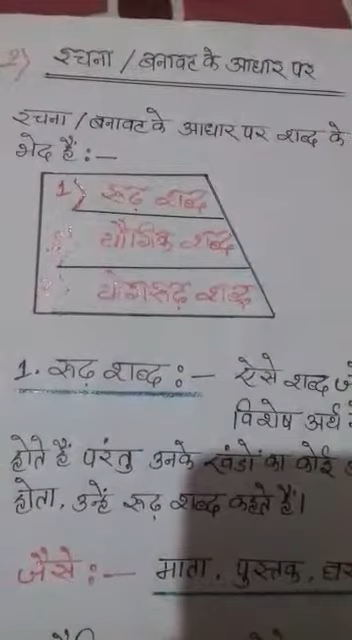 2) रचना / बनावट के आधार पर
रचना / बनावट के आधार पर शब्द के
भेद हैं :—
1) रूढ़ शब्द
यौगिक शब्द
योगरूढ़ शब्द
1. रूढ़ शब्द :— ऐसे शब्द
विशेष अर्थ
होते हैं परंतु उनके खंडों का कोई
होता, उन्हें रूढ़ शब्द कहते हैं।
जैसे :— माता, पुस्तक,